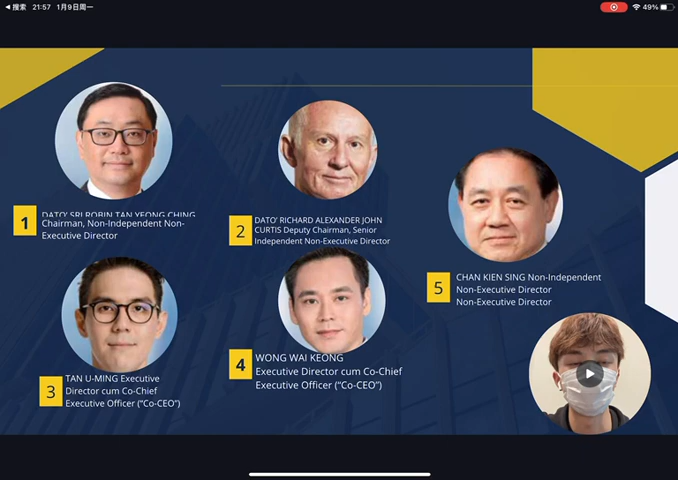 ◀ 搜索 21:57 1月9日周一
49%
1
DATO' SRI ROBIN TAN YEONG CHING
Chairman, Non-Independent Non-
Executive Director
2
DATO' RICHARD ALEXANDER JOHN
CURTIS Deputy Chairman, Senior
Independent Non-Executive Director
3
TAN U-MING Executive
Director cum Co-Chief
Executive Officer ("Co-CEO")
4
WONG WAI KEONG
Executive Director cum Co-Chief
Executive Officer ("Co-CEO")
5
CHAN KIEN SING Non-Independent
Non-Executive Director
Non-Executive Director